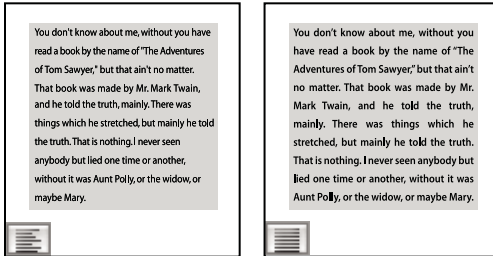 You don't know about me, without you have
read a book by the name of "The Adventures
of Tom Sawyer," but that ain't no matter.
That book was made by Mr. Mark Twain,
and he told the truth, mainly. There was
things which he stretched, but mainly he told
the truth. That is nothing. I never seen
anybody but lied one time or another,
without it was Aunt Polly, or the widow, or
maybe Mary.
You don't know about me, without you
have read a book by the name of "The
Adventures of Tom Sawyer," but that ain't
no matter. That book was made by Mr.
Mark Twain, and he told the truth,
mainly. There was things which he
stretched, but mainly he told the truth.
That is nothing. I never seen anybody but
lied one time or another, without it was
Aunt Polly, or the widow, or maybe Mary.